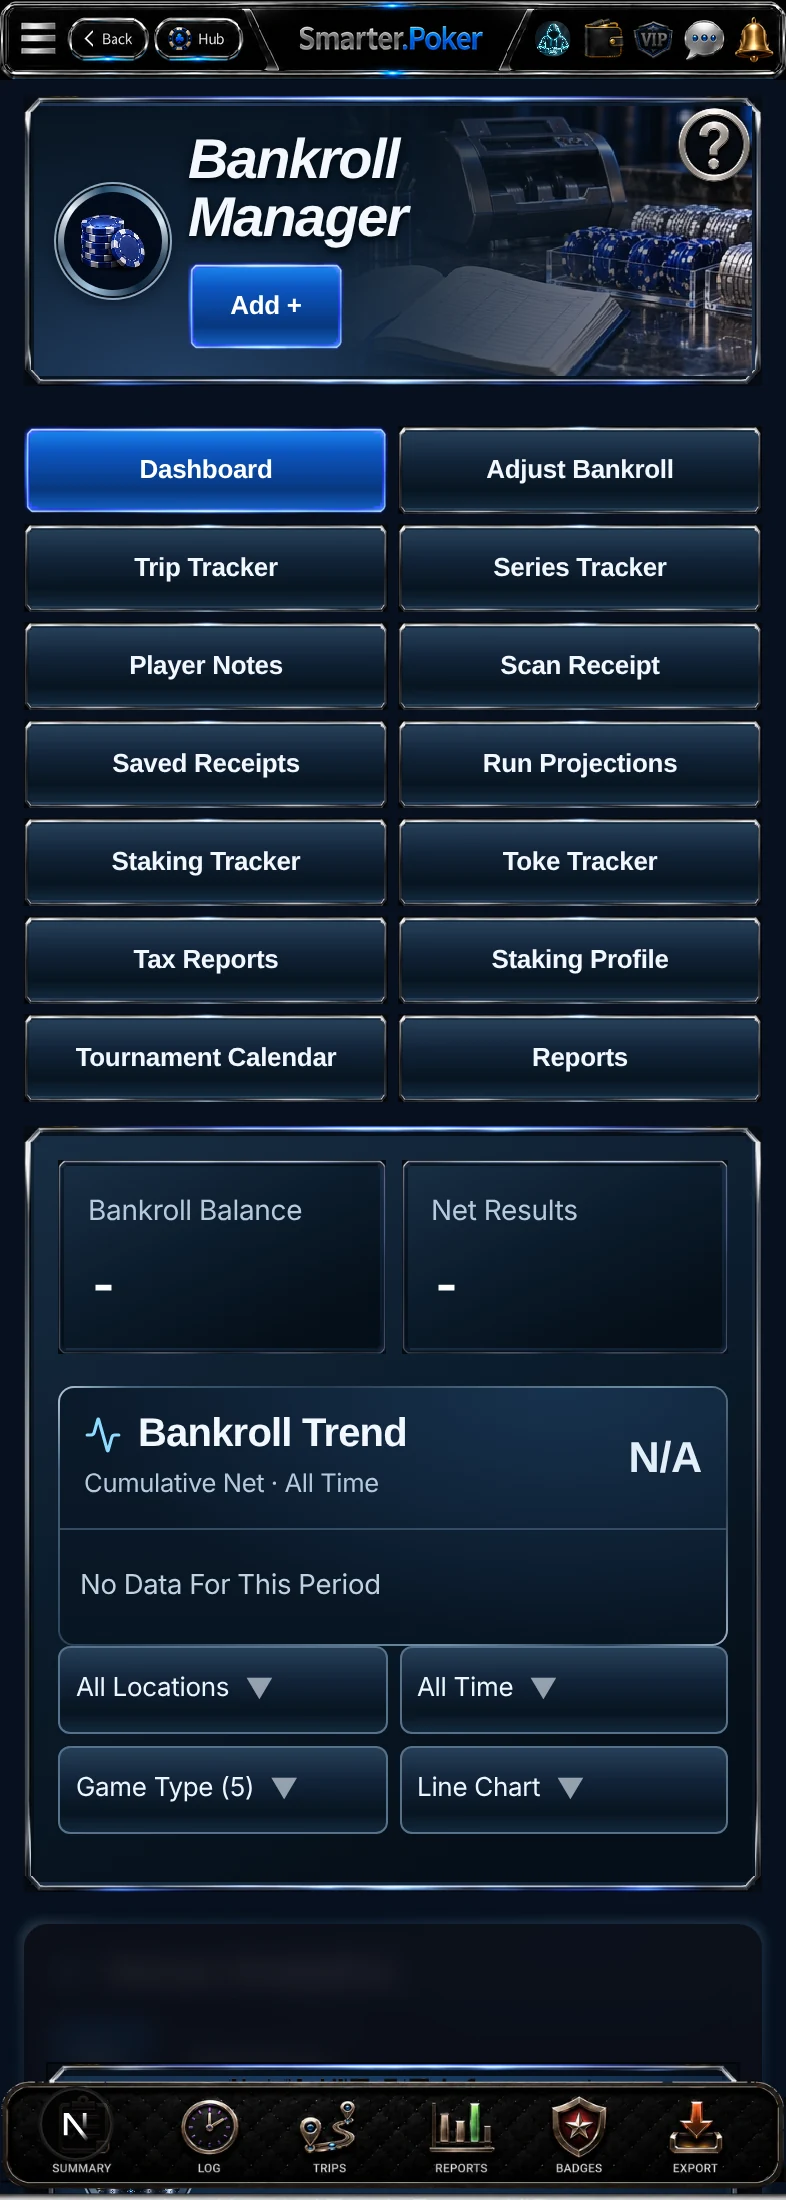 Back
Hub
Smarter.Poker
VIP
Bankroll
Manager
?
Add +
Dashboard
Adjust Bankroll
Trip Tracker
Series Tracker
Player Notes
Scan Receipt
Saved Receipts
Run Projections
Staking Tracker
Toke Tracker
Tax Reports
Staking Profile
Tournament Calendar
Reports
Bankroll Balance
Net Results
-
-
Bankroll Trend
N/A
Cumulative Net · All Time
No Data For This Period
All Locations ▼
All Time ▼
Game Type (5) ▼
Line Chart ▼
N
SUMMARY
LOG
TRIPS
REPORTS
BADGES
EXPORT